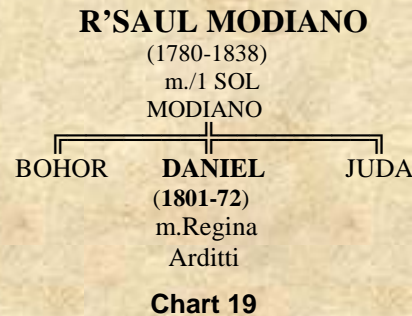 R'SAUL MODIANO
(1780-1838)
m./1 SOL
MODIANO
BOHOR DANIEL JUDA
(1801-72)
m.Regina
Arditti
Chart 19